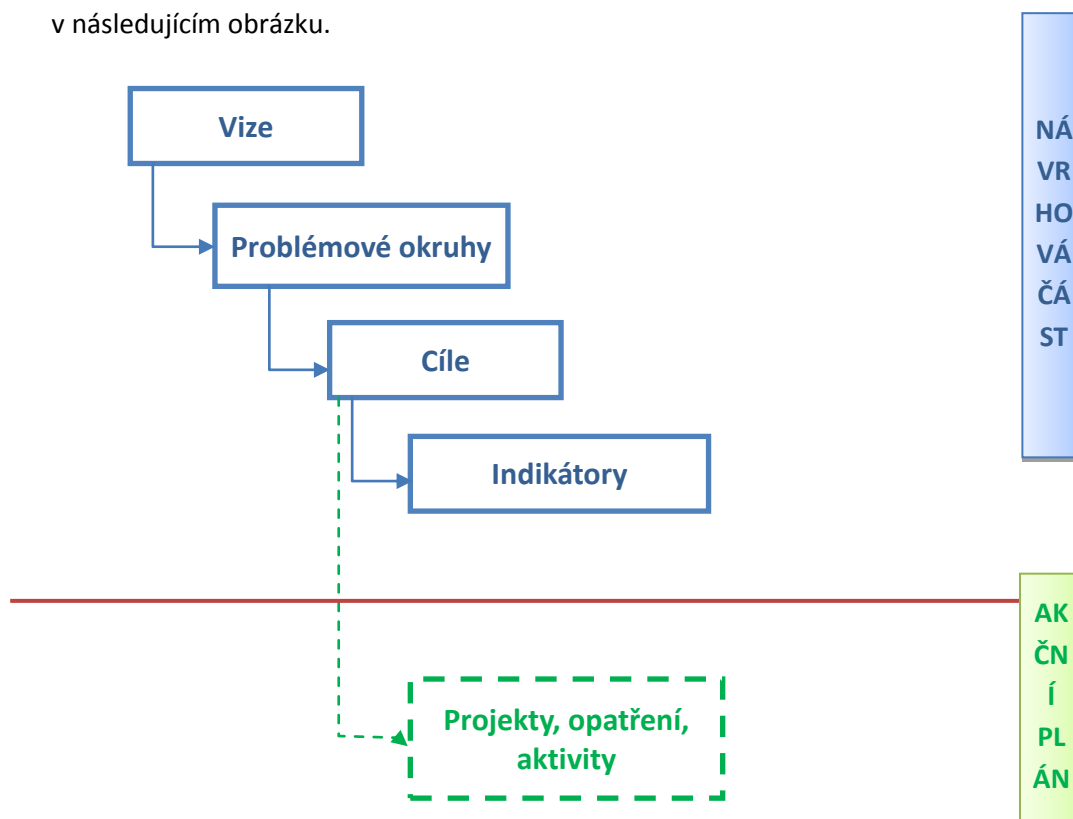 v následujícím obrázku.
Vize
Problémové okruhy
Cíle
Indikátory
NÁ
VR
HO
VÁ
ČÁ
ST
Projekty, opatření,
aktivity
AK
ČN
Í
PL
ÁN